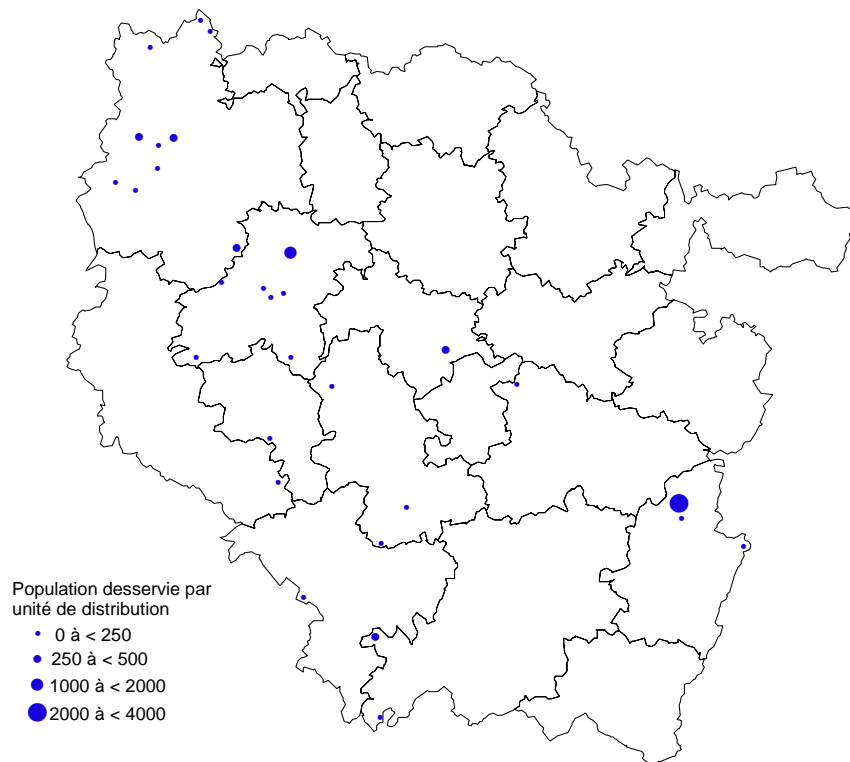 Population desservie par
unité de distribution
0 à < 250
250 à < 500
1000 à < 2000
2000 à < 4000